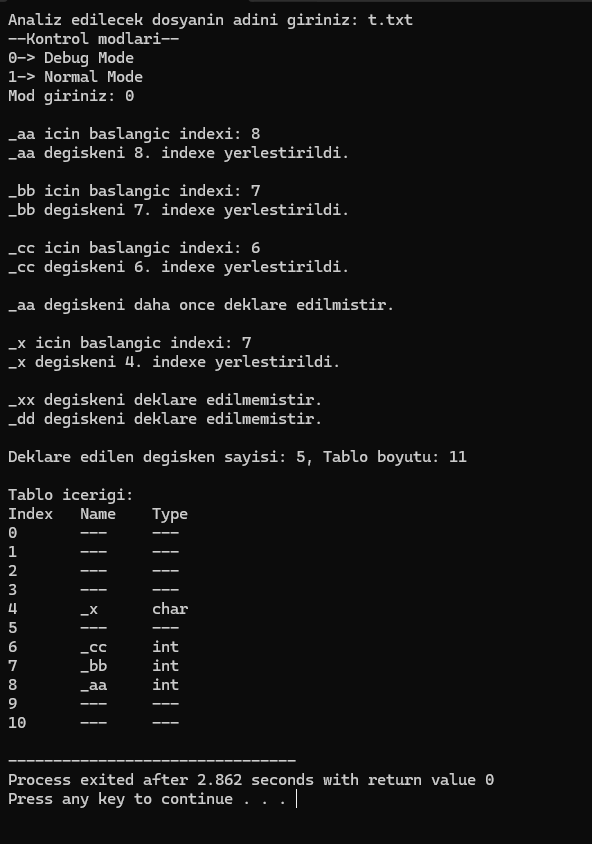 Analiz edilecek dosyanin adini giriniz: t.txt
--Kontrol modlari--
0-> Debug Mode
1-> Normal Mode
Mod giriniz: 0
_aa icin baslangic indexi: 8
_aa degiskeni 8. indexe yerlestirildi.
_bb icin baslangic indexi: 7
_bb degiskeni 7. indexe yerlestirildi.
_cc icin baslangic indexi: 6
_cc degiskeni 6. indexe yerlestirildi.
_aa degiskeni daha once deklare edilmistir.
_x icin baslangic indexi: 7
_x degiskeni 4. indexe yerlestirildi.
_xx degiskeni deklare edilmemistir.
_dd degiskeni deklare edilmemistir.
Deklare edilen degisken sayisi: 5, Tablo boyutu: 11
Tablo icerigi:
Index   Name    Type
0       ---     ---
1       ---     ---
2       ---     ---
3       ---     ---
4       _x      char
5       ---     ---
6       _cc     int
7       _bb     int
8       _aa     int
9       ---     ---
10      ---     ---
--------------------------------
Process exited after 2.862 seconds with return value 0
Press any key to continue . . .